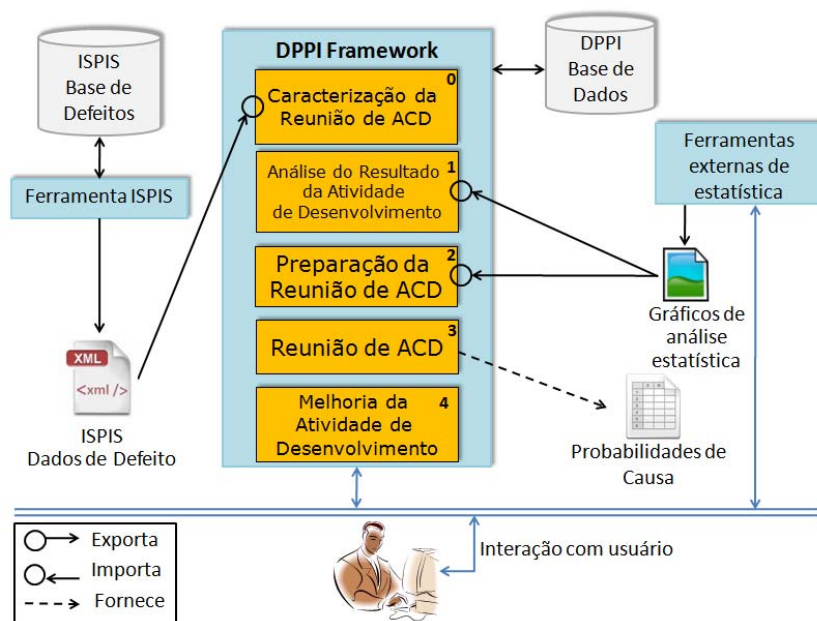 ISPIS
Base de
Defeitos
Ferramenta ISPIS
XML
<xml />
ISPIS
Dados de Defeito
DPPI Framework
0
Caracterização da
Reunião de ACD
1
Análise do Resultado
da Atividade
de Desenvolvimento
2
Preparação da
Reunião de ACD
3
Reunião de ACD
4
Melhoria da
Atividade de
Desenvolvimento
DPPI
Base de
Dados
Ferramentas
externas de
estatística
Gráficos de
análise
estatística
Probabilidades de
Causa
Exporta
Importa
Fornece
Interação com usuário